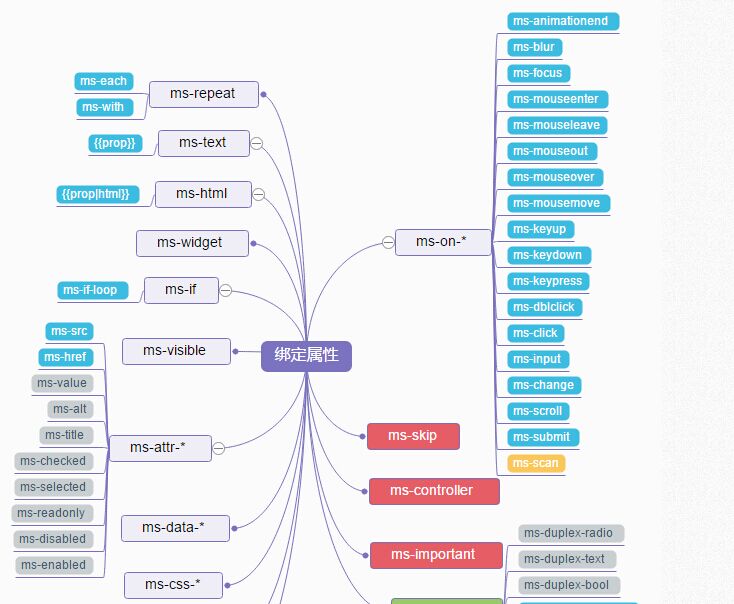 绑定属性
ms-repeat
ms-each
ms-with
ms-text
{{prop}}
ms-html
{{prop|html}}
ms-widget
ms-if
ms-if-loop
ms-visible
ms-attr-*
ms-src
ms-href
ms-value
ms-alt
ms-title
ms-checked
ms-selected
ms-readonly
ms-disabled
ms-enabled
ms-data-*
ms-css-*
ms-on-*
ms-animationend
ms-blur
ms-focus
ms-mouseenter
ms-mouseleave
ms-mouseout
ms-mouseover
ms-mousemove
ms-keyup
ms-keydown
ms-keypress
ms-dblclick
ms-click
ms-input
ms-change
ms-scroll
ms-submit
ms-scan
ms-skip
ms-controller
ms-important
ms-duplex-radio
ms-duplex-text
ms-duplex-bool